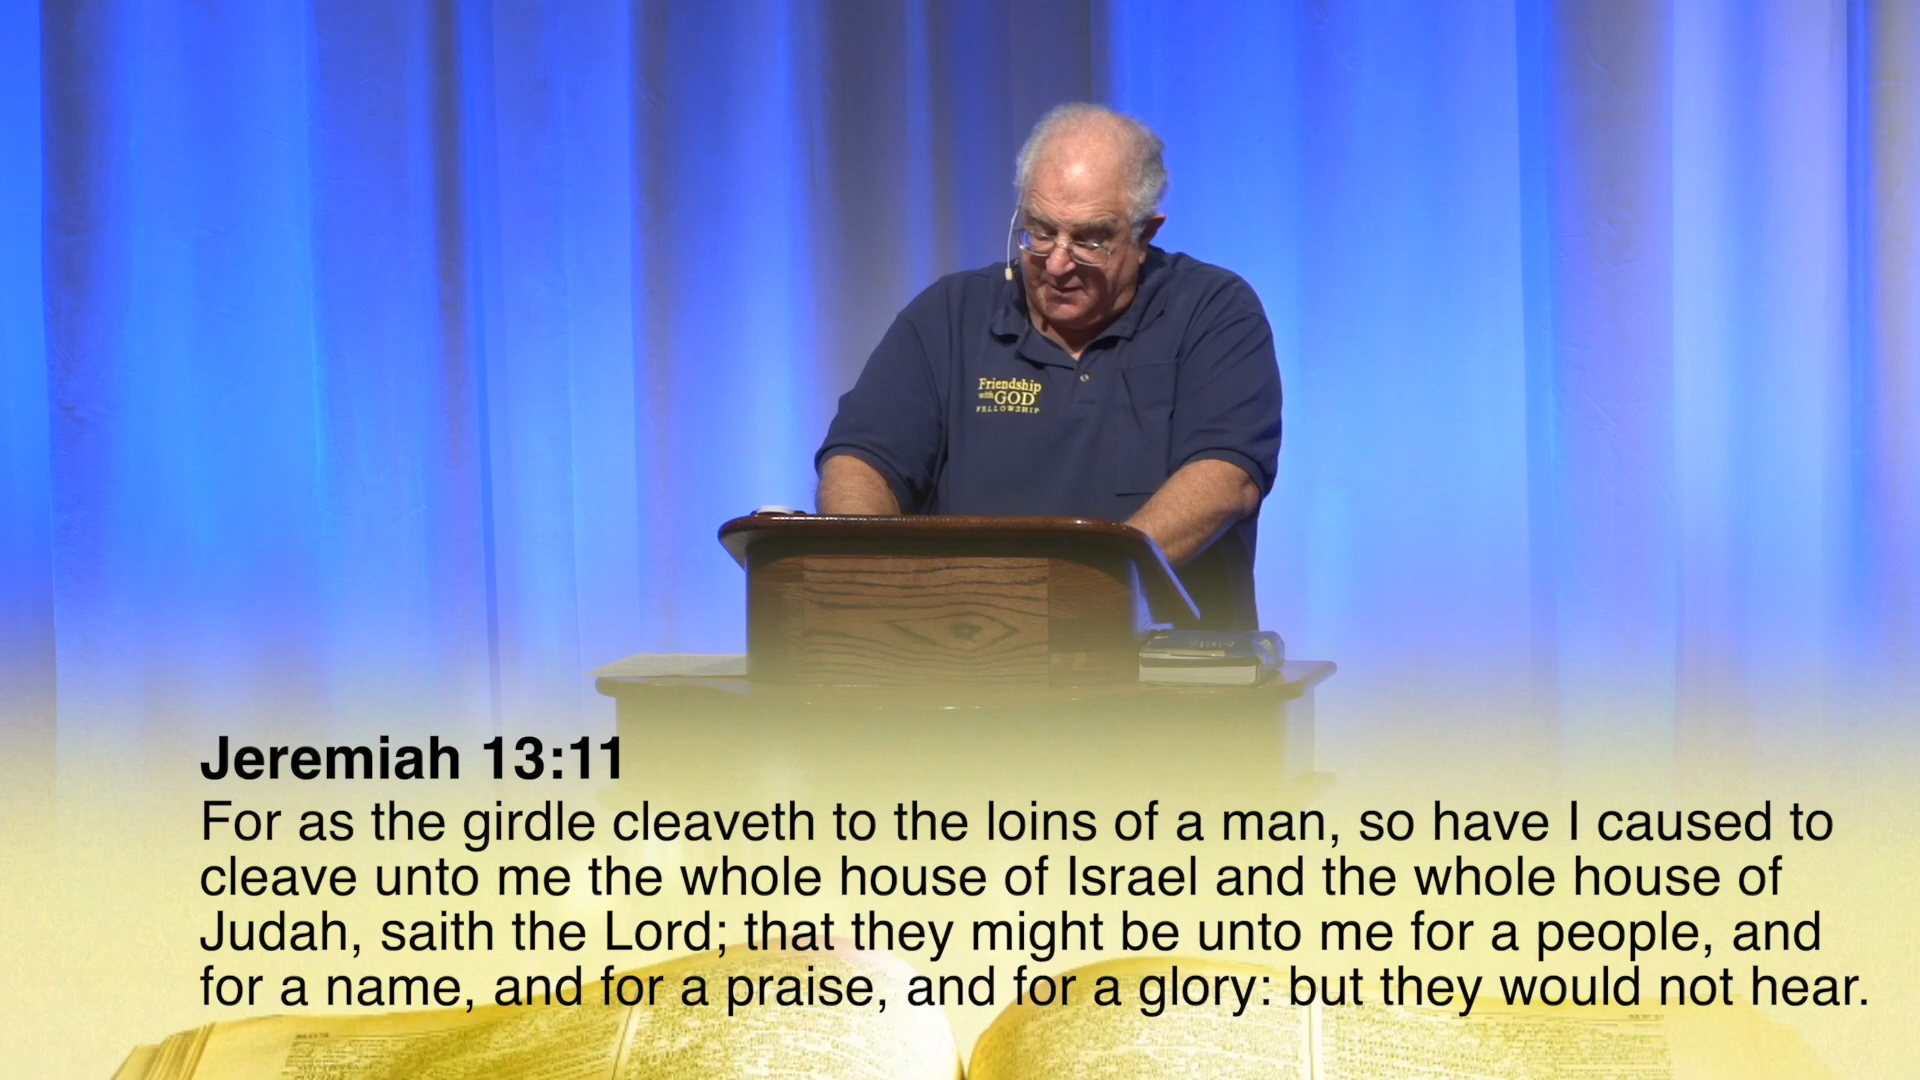 Friendship
with GOD
FELLOWSHIP
Jeremiah 13:11
For as the girdle cleaveth to the loins of a man, so have I caused to
cleave unto me the whole house of Israel and the whole house of
Judah, saith the Lord; that they might be unto me for a people, and
for a name, and for a praise, and for a glory: but they would not hear.